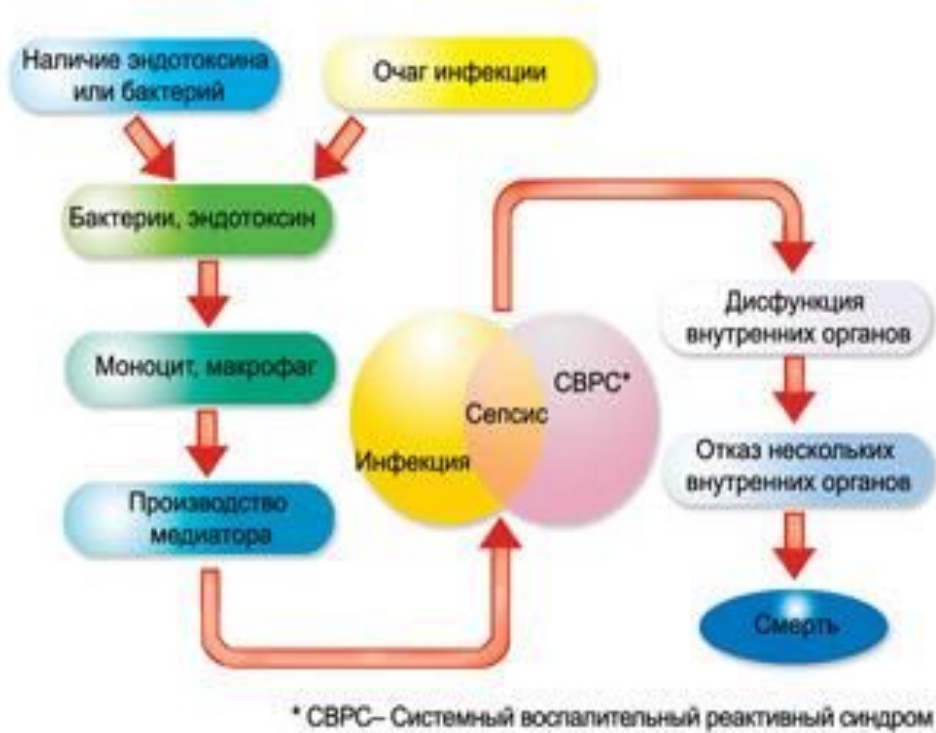 Наличие эндотоксина
или бактерий
Очаг инфекции
Бактерии, эндотоксин
Моноцит, макрофаг
Производство
медиатора
Инфекция
Сепсис
СВРС*
Дисфункция
внутренних органов
Отказ нескольких
внутренних органов
Смерть
* СВРС– Системный воспалительный реактивный синдром